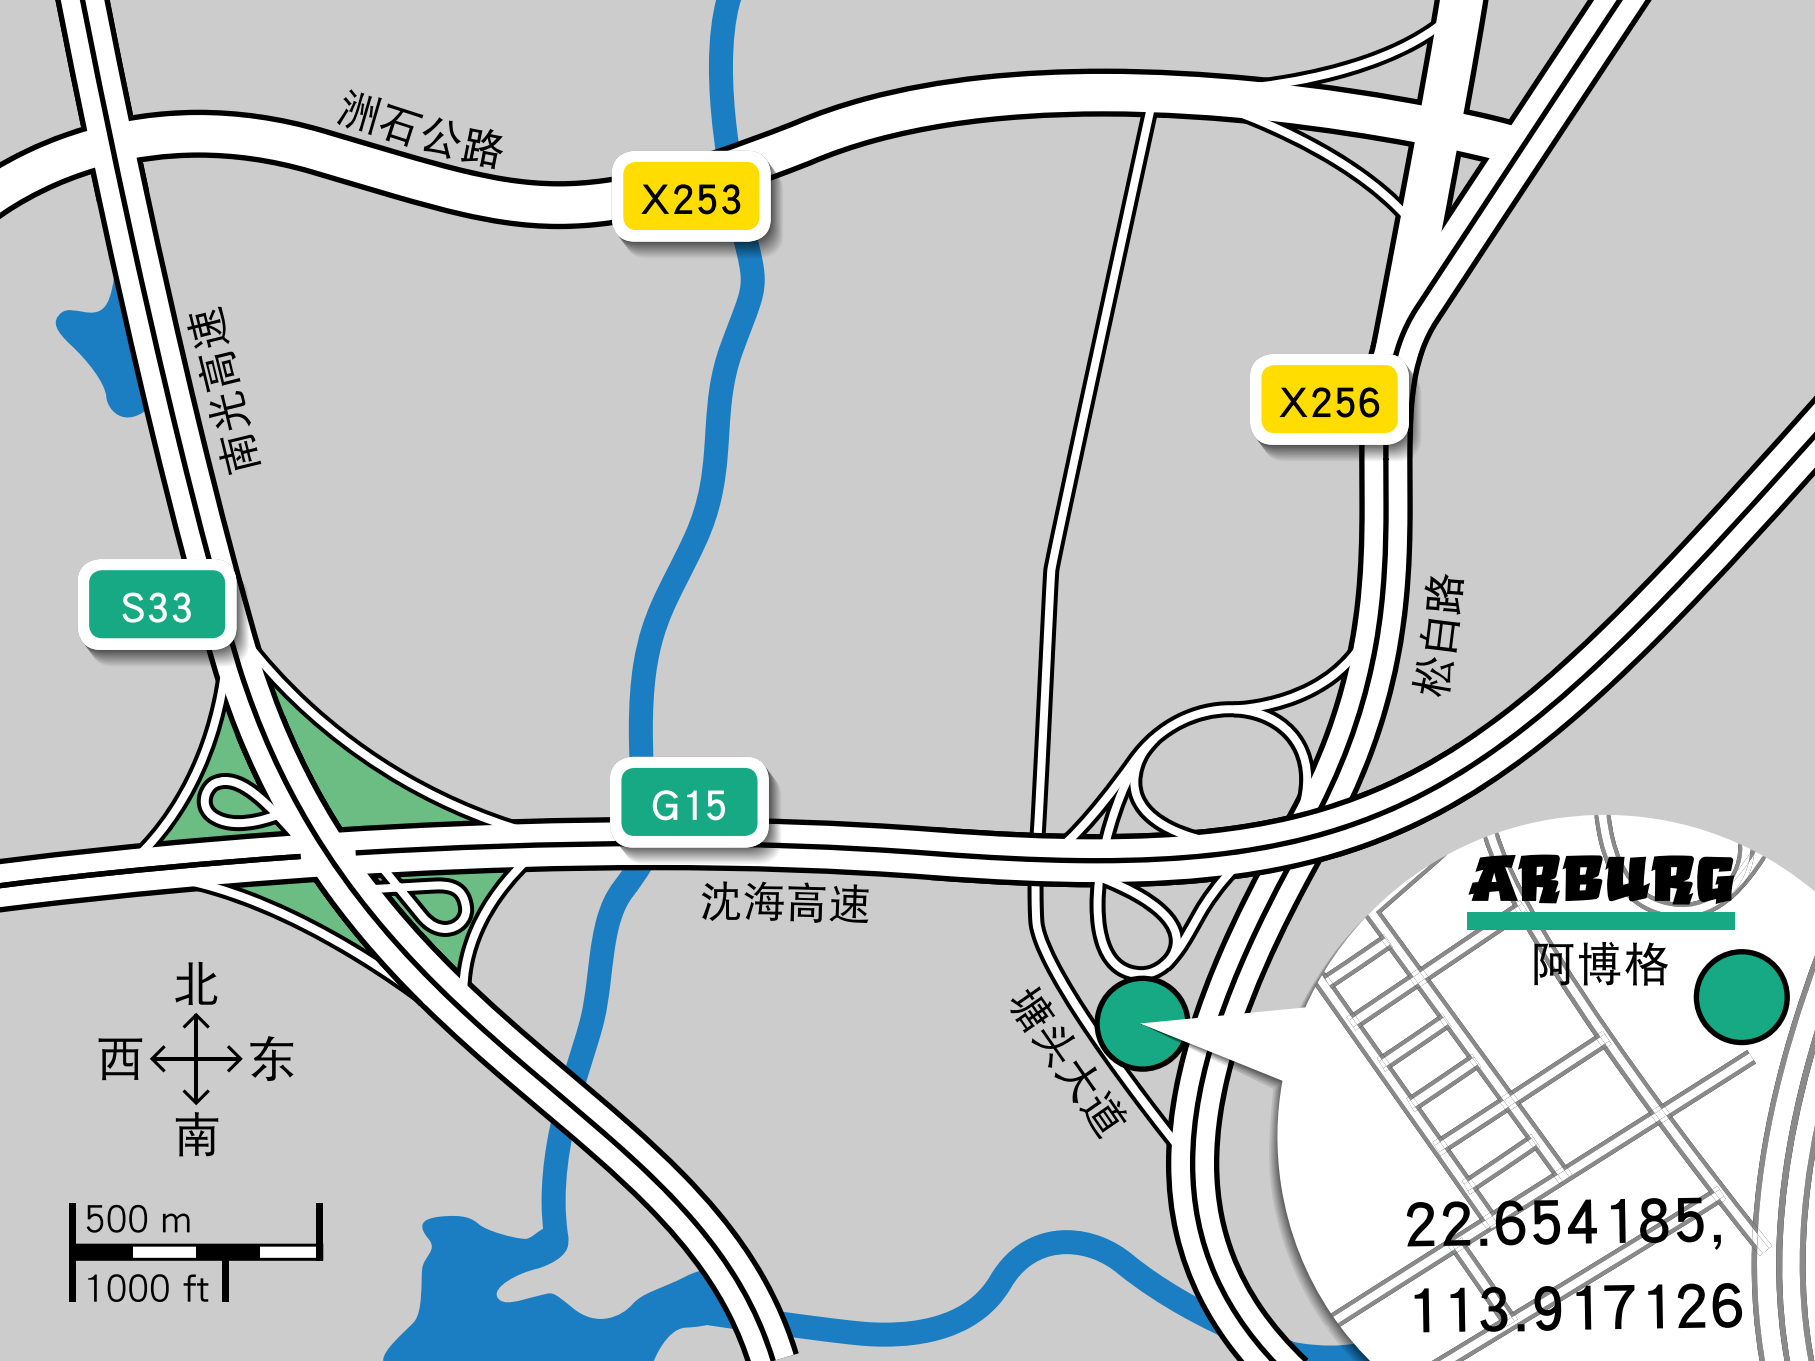 洲石公路
X253
南光高速
X256
S33
松白路
G15
沈海高速
ARBURG
阿博格
北
西 东
南
塘头大道
500 m
1000 ft
22.654185,
113.917126